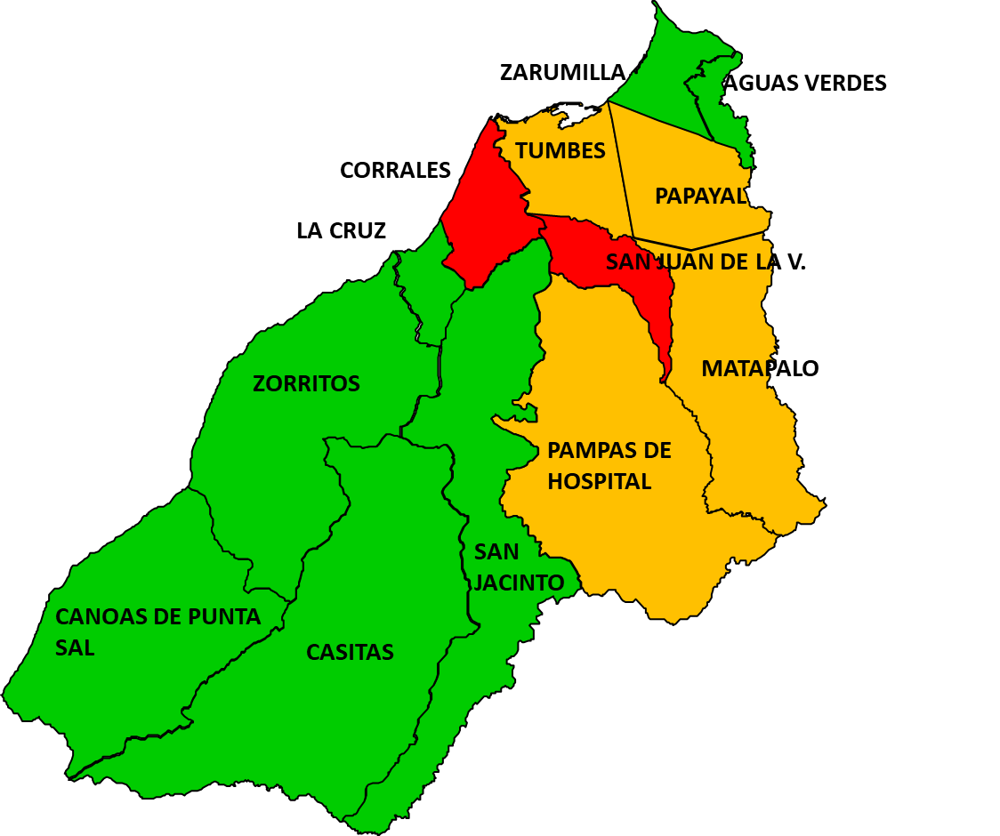 ZARUMILLA
AGUAS VERDES
TUMBES
CORRALES
PAPAYAL
LA CRUZ
SAN JUAN DE LA V.
MATAPALO
ZORRITOS
PAMPAS DE
HOSPITAL
SAN
JACINTO
CANOAS DE PUNTA
SAL
CASITAS